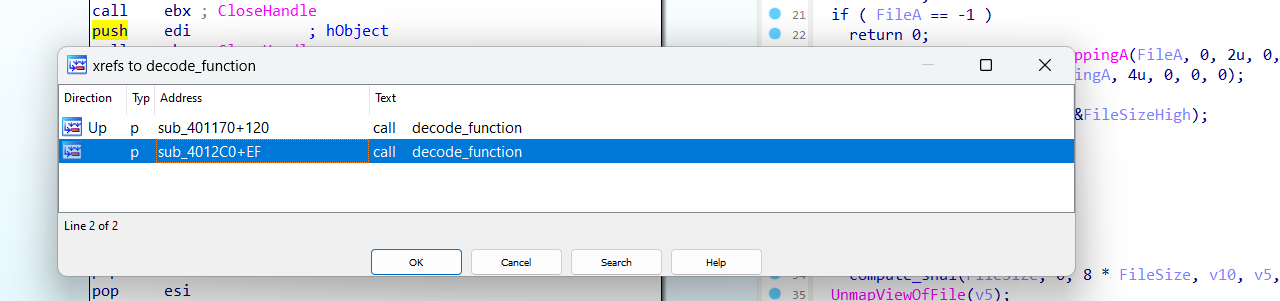 call ebx ; CloseHandle
push edi ; hObject
21 if ( FileA == -1 )
22 return 0;
xrefs to decode_function
ppingA(FileA, 0, 2u, 0,
ingA, 4u, 0, 0, 0);
&FileSizeHigh);
Direction Typ Address Text
Up p sub_401170+120 call decode_function
p sub_4012C0+EF call decode_function
Line 2 of 2
OK Cancel Search Help
8 * FileSize, v10, v5,
pop esi
35 UnmapViewOfFile(v5);